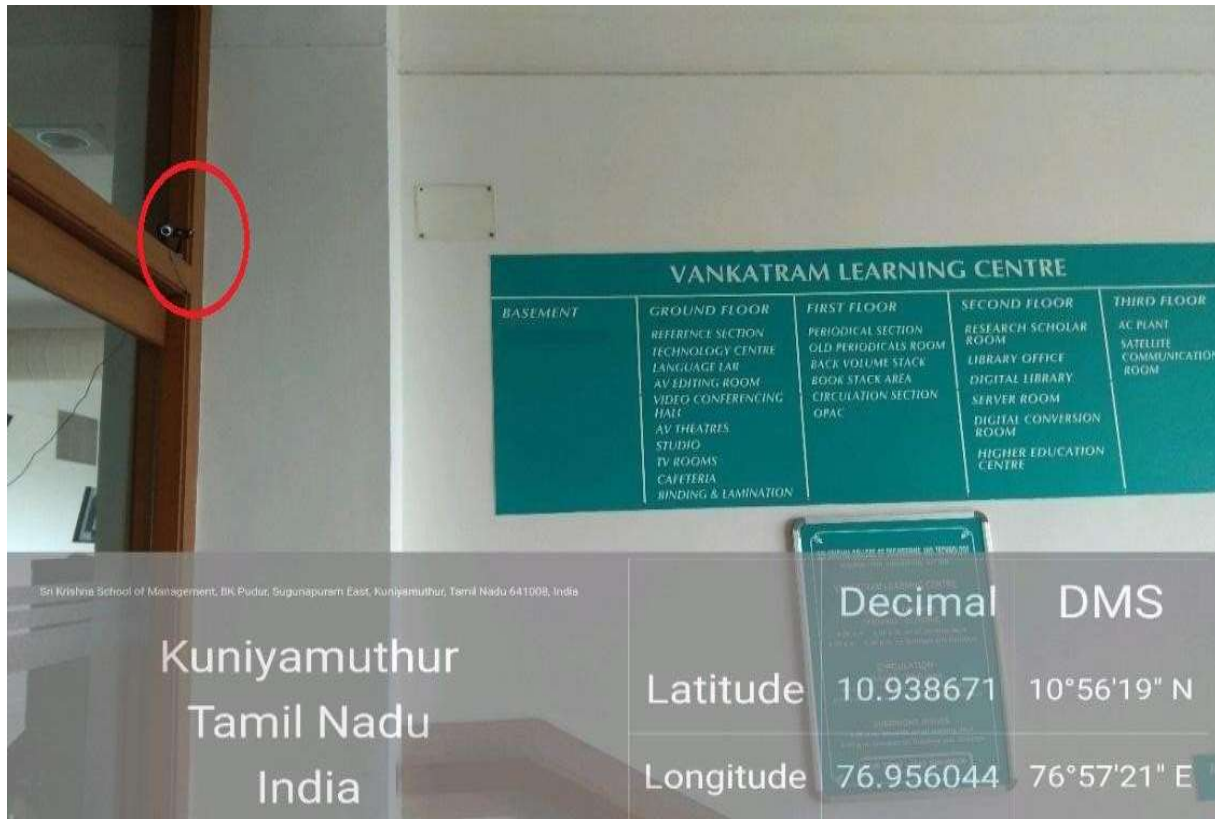 VANKATRAM LEARNING CENTRE
BASEMENT
GROUND FLOOR
REFERENCE SECTION
TECHNOLOGY CENTRE
LANGUAGE LAB
AV EDITING ROOM
VIDEO CONFERENCING
HALL
AV THEATRES
STUDIO
TV ROOMS
CAFETERIA
BINDING & LAMINATION
FIRST FLOOR
PERIODICAL SECTION
OLD PERIODICALS ROOM
BACK VOLUME STACK
BOOK STACK AREA
CIRCULATION SECTION
OPAC
SECOND FLOOR
RESEARCH SCHOLAR
ROOM
LIBRARY OFFICE
DIGITAL LIBRARY
SERVER ROOM
DIGITAL CONVERSION
ROOM
HIGHER EDUCATION
CENTRE
THIRD FLOOR
AC PLANT
SATELLITE
COMMUNICATION
ROOM
VANKATRAM LEARNING CENTRE
CIRCULATION
Sri Krishna School of Management, BK Pudur, Sugunapuram East, Kuniyamuthur, Tamil Nadu 641008, India
Kuniyamuthur
Tamil Nadu
India
Decimal DMS
Latitude 10.938671 10°56'19" N
Longitude 76.956044 76°57'21" E